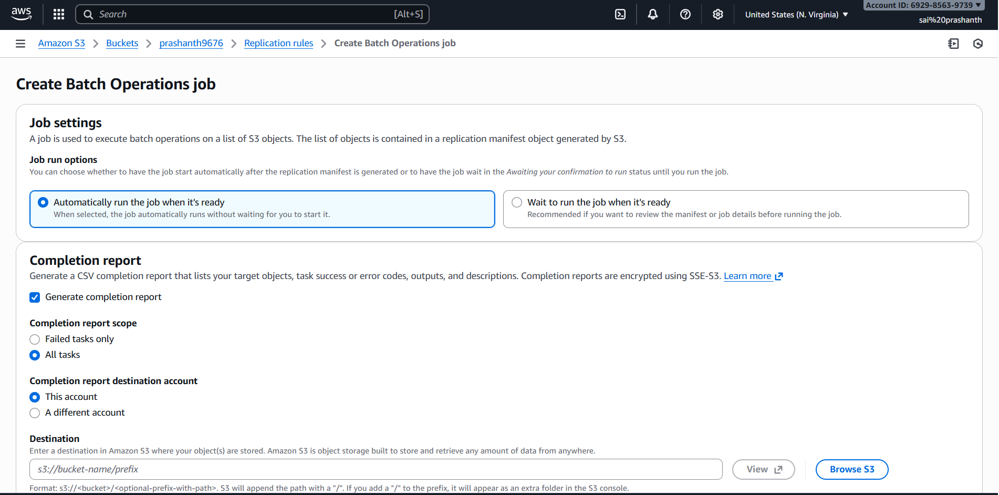 aws
Search [Alt+S]
United States (N. Virginia)
Account ID: 6929-8563-9739
sai%20prashanth
Amazon S3 > Buckets > prashanth9676 > Replication rules > Create Batch Operations job
Create Batch Operations job
Job settings
A job is used to execute batch operations on a list of S3 objects. The list of objects is contained in a replication manifest object generated by S3.
Job run options
You can choose whether to have the job start automatically after the replication manifest is generated or to have the job wait in the Awaiting your confirmation to run status until you run the job.
Automatically run the job when it's ready
When selected, the job automatically runs without waiting for you to start it.
Wait to run the job when it's ready
Recommended if you want to review the manifest or job details before running the job.
Completion report
Generate a CSV completion report that lists your target objects, task success or error codes, outputs, and descriptions. Completion reports are encrypted using SSE-S3. Learn more
Generate completion report
Completion report scope
Failed tasks only
All tasks
Completion report destination account
This account
A different account
Destination
Enter a destination in Amazon S3 where your object(s) are stored. Amazon S3 is object storage built to store and retrieve any amount of data from anywhere.
s3://bucket-name/prefix
View
Browse S3
Format: s3://<bucket>/<optional-prefix-with-path>. S3 will append the path with a "/". If you add a "/" to the prefix, it will appear as an extra folder in the S3 console.